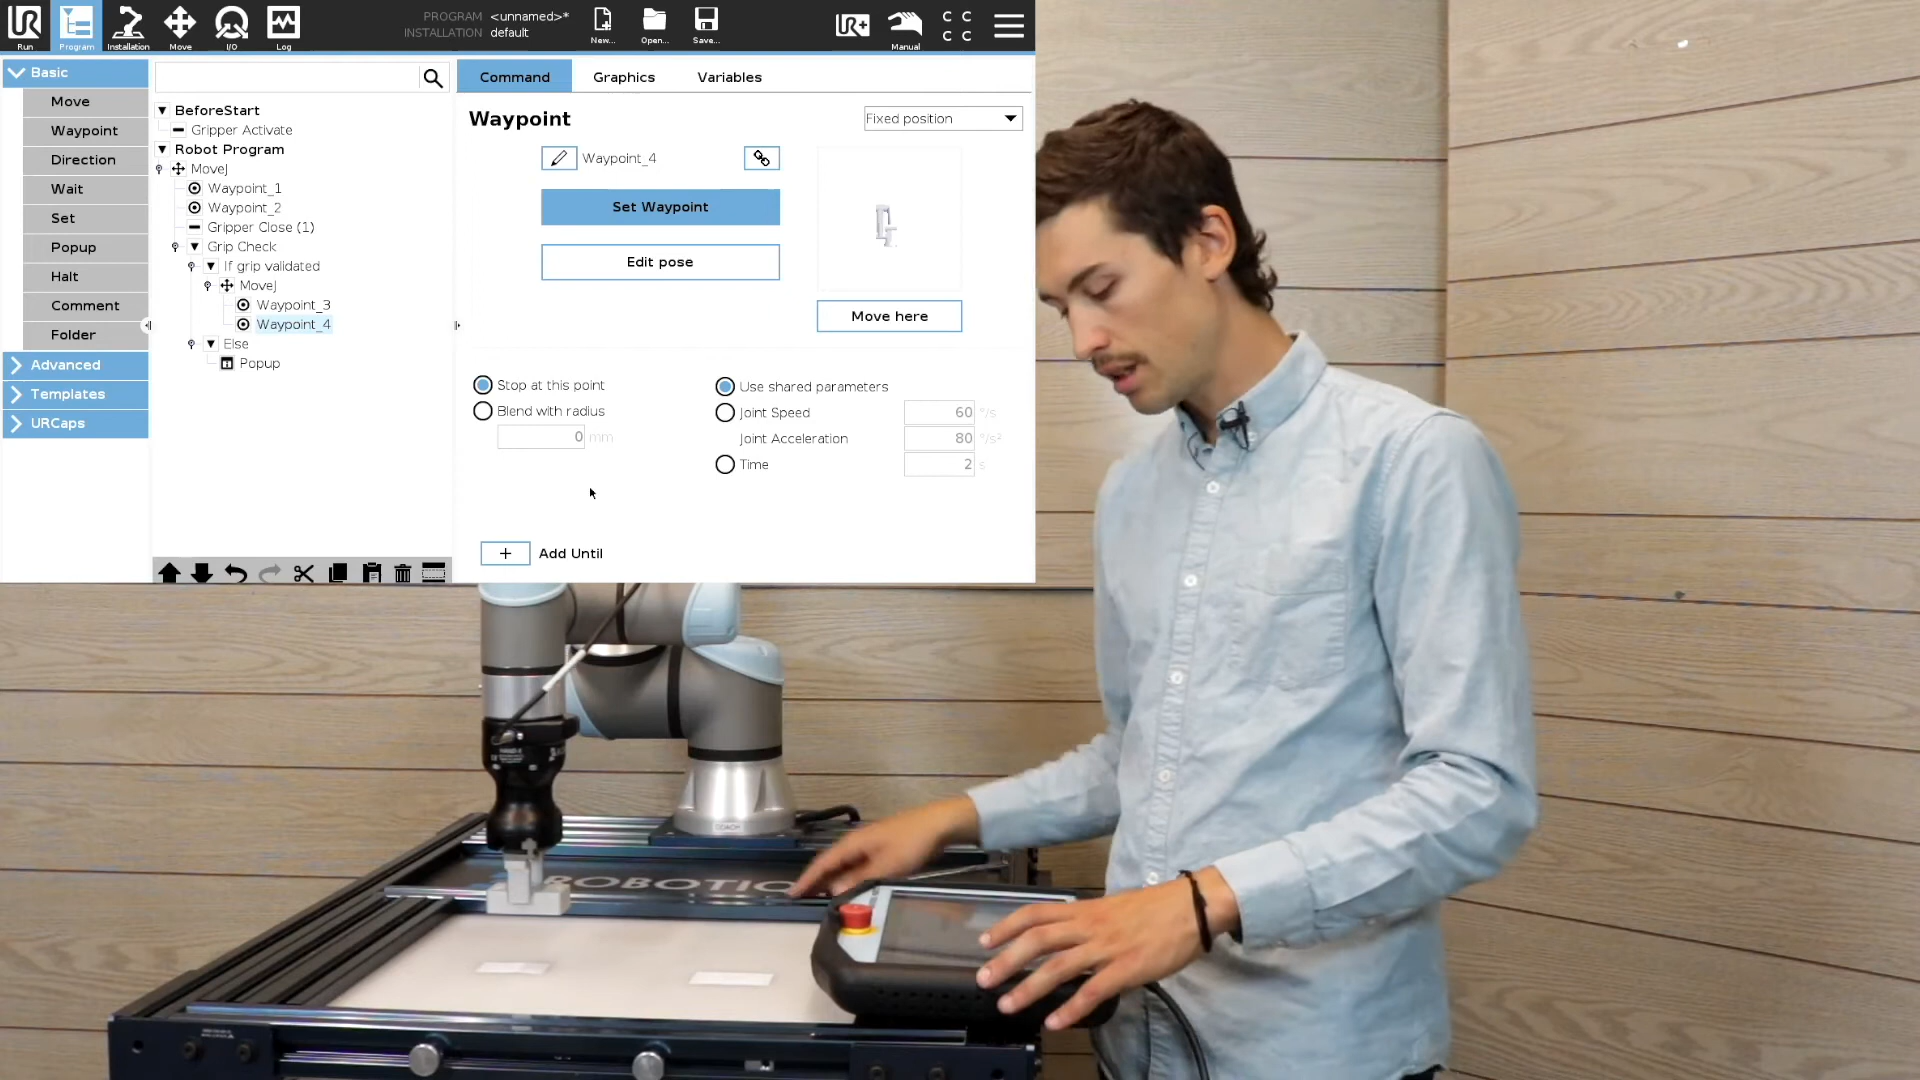 PROGRAM <unnamed>*
INSTALLATION default
Run
Program
Installation
Move
I/O
Log
New...
Open...
Save...
UR+
Manual
C C
C C
Basic
Move
Waypoint
Direction
Wait
Set
Popup
Halt
Comment
Folder
Advanced
Templates
URCaps
BeforeStart
Gripper Activate
Robot Program
MoveJ
Waypoint_1
Waypoint_2
Gripper Close (1)
Grip Check
If grip validated
MoveJ
Waypoint_3
Waypoint_4
Else
Popup
Command
Graphics
Variables
Waypoint
Fixed position
Waypoint_4
Set Waypoint
Edit pose
Move here
Stop at this point
Blend with radius
0 mm
Use shared parameters
Joint Speed 60 °/s
Joint Acceleration 80 °/s²
Time 2 s
+ Add Until
ROBOTIQ